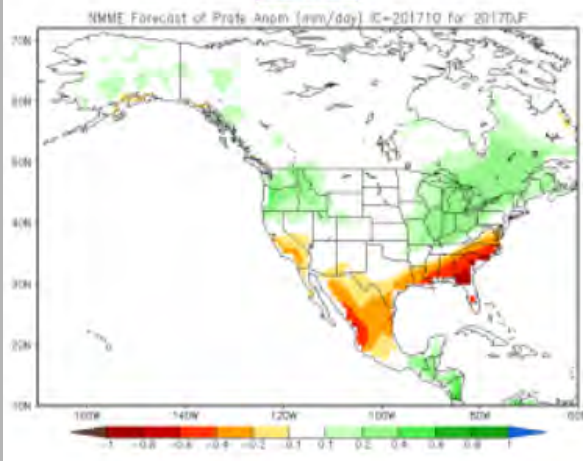 NMME Forecast of Prate Anom (mm/day) IC=201710 for 2017DJF
70N
60N
50N
40N
30N
20N
10N
160W 140W 120W 100W 80W 60W
-1 -0.8 -0.6 -0.4 -0.2 -0.1 0.1 0.2 0.4 0.6 0.8 1